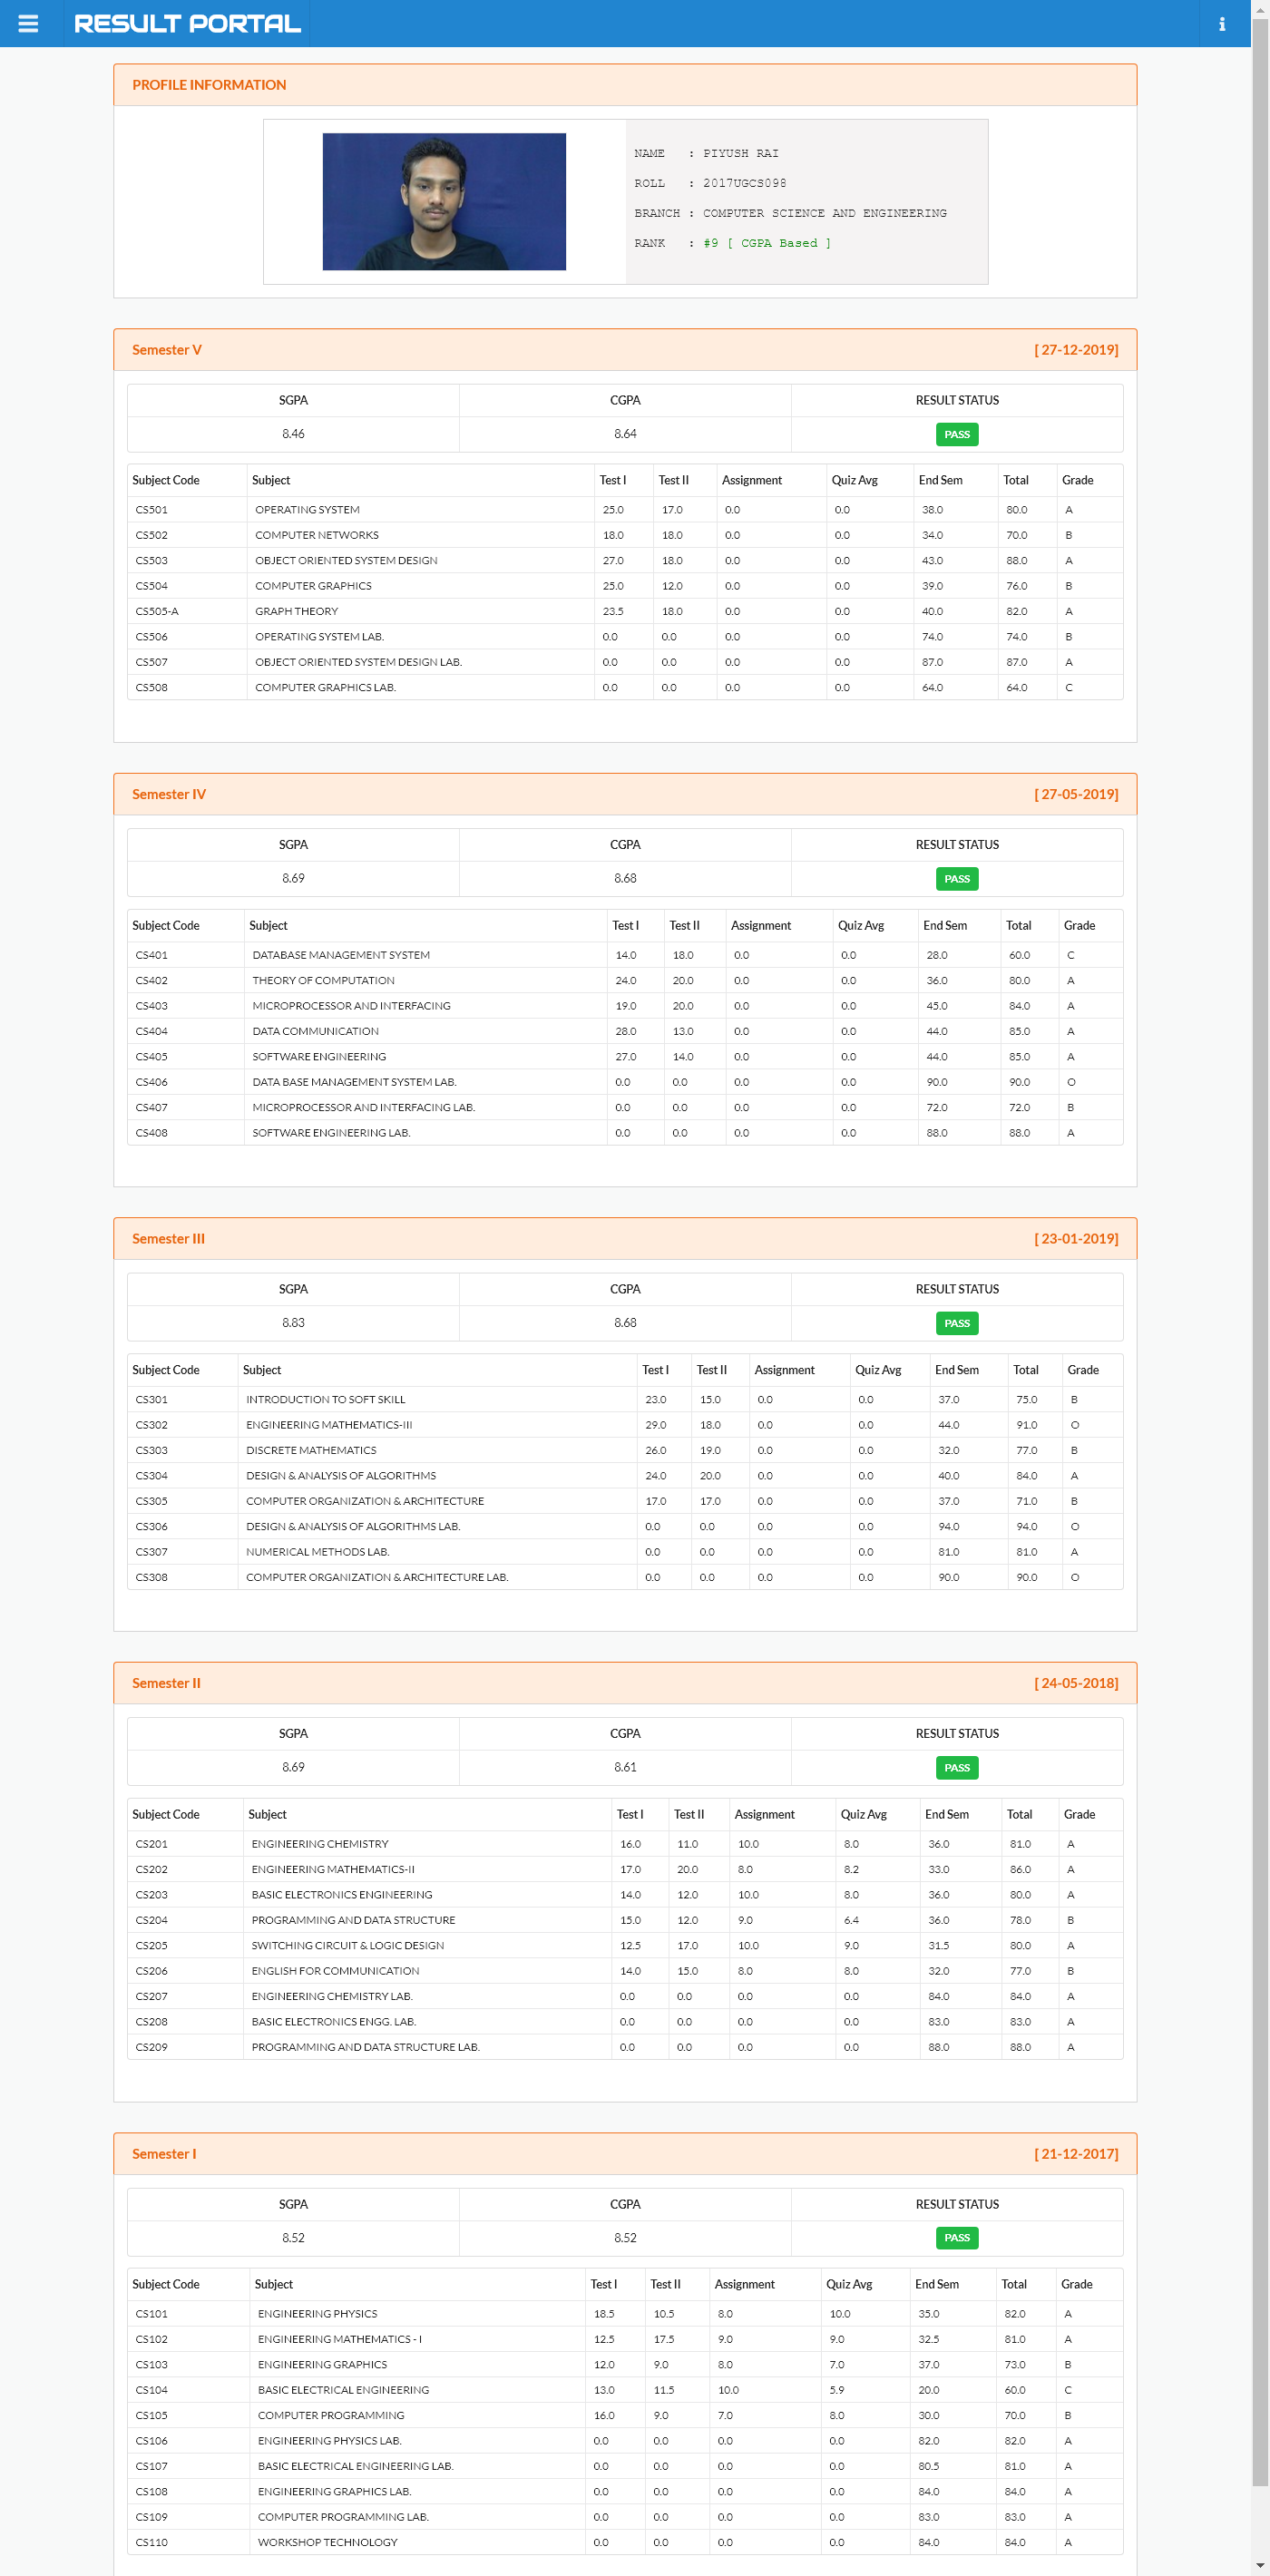 RESULT PORTAL
PROFILE INFORMATION
NAME : PIYUSH RAI
ROLL : 2017UGCS098
BRANCH : COMPUTER SCIENCE AND ENGINEERING
RANK : #9 [ CGPA Based ]
Semester V [ 27-12-2019]
SGPA CGPA RESULT STATUS
8.46 8.64 PASS
Subject Code Subject Test I Test II Assignment Quiz Avg End Sem Total Grade
CS501 OPERATING SYSTEM 25.0 17.0 0.0 0.0 38.0 80.0 A
CS502 COMPUTER NETWORKS 18.0 18.0 0.0 0.0 34.0 70.0 B
CS503 OBJECT ORIENTED SYSTEM DESIGN 27.0 18.0 0.0 0.0 43.0 88.0 A
CS504 COMPUTER GRAPHICS 25.0 12.0 0.0 0.0 39.0 76.0 B
CS505-A GRAPH THEORY 23.5 18.0 0.0 0.0 40.0 82.0 A
CS506 OPERATING SYSTEM LAB. 0.0 0.0 0.0 0.0 74.0 74.0 B
CS507 OBJECT ORIENTED SYSTEM DESIGN LAB. 0.0 0.0 0.0 0.0 87.0 87.0 A
CS508 COMPUTER GRAPHICS LAB. 0.0 0.0 0.0 0.0 64.0 64.0 C
Semester IV [ 27-05-2019]
SGPA CGPA RESULT STATUS
8.69 8.68 PASS
Subject Code Subject Test I Test II Assignment Quiz Avg End Sem Total Grade
CS401 DATABASE MANAGEMENT SYSTEM 14.0 18.0 0.0 0.0 28.0 60.0 C
CS402 THEORY OF COMPUTATION 24.0 20.0 0.0 0.0 36.0 80.0 A
CS403 MICROPROCESSOR AND INTERFACING 19.0 20.0 0.0 0.0 45.0 84.0 A
CS404 DATA COMMUNICATION 28.0 13.0 0.0 0.0 44.0 85.0 A
CS405 SOFTWARE ENGINEERING 27.0 14.0 0.0 0.0 44.0 85.0 A
CS406 DATA BASE MANAGEMENT SYSTEM LAB. 0.0 0.0 0.0 0.0 90.0 90.0 O
CS407 MICROPROCESSOR AND INTERFACING LAB. 0.0 0.0 0.0 0.0 72.0 72.0 B
CS408 SOFTWARE ENGINEERING LAB. 0.0 0.0 0.0 0.0 88.0 88.0 A
Semester III [ 23-01-2019]
SGPA CGPA RESULT STATUS
8.83 8.68 PASS
Subject Code Subject Test I Test II Assignment Quiz Avg End Sem Total Grade
CS301 INTRODUCTION TO SOFT SKILL 23.0 15.0 0.0 0.0 37.0 75.0 B
CS302 ENGINEERING MATHEMATICS-III 29.0 18.0 0.0 0.0 44.0 91.0 O
CS303 DISCRETE MATHEMATICS 26.0 19.0 0.0 0.0 32.0 77.0 B
CS304 DESIGN & ANALYSIS OF ALGORITHMS 24.0 20.0 0.0 0.0 40.0 84.0 A
CS305 COMPUTER ORGANIZATION & ARCHITECTURE 17.0 17.0 0.0 0.0 37.0 71.0 B
CS306 DESIGN & ANALYSIS OF ALGORITHMS LAB. 0.0 0.0 0.0 0.0 94.0 94.0 O
CS307 NUMERICAL METHODS LAB. 0.0 0.0 0.0 0.0 81.0 81.0 A
CS308 COMPUTER ORGANIZATION & ARCHITECTURE LAB. 0.0 0.0 0.0 0.0 90.0 90.0 O
Semester II [ 24-05-2018]
SGPA CGPA RESULT STATUS
8.69 8.61 PASS
Subject Code Subject Test I Test II Assignment Quiz Avg End Sem Total Grade
CS201 ENGINEERING CHEMISTRY 16.0 11.0 10.0 8.0 36.0 81.0 A
CS202 ENGINEERING MATHEMATICS-II 17.0 20.0 8.0 8.2 33.0 86.0 A
CS203 BASIC ELECTRONICS ENGINEERING 14.0 12.0 10.0 8.0 36.0 80.0 A
CS204 PROGRAMMING AND DATA STRUCTURE 15.0 12.0 9.0 6.4 36.0 78.0 B
CS205 SWITCHING CIRCUIT & LOGIC DESIGN 12.5 17.0 10.0 9.0 31.5 80.0 A
CS206 ENGLISH FOR COMMUNICATION 14.0 15.0 8.0 8.0 32.0 77.0 B
CS207 ENGINEERING CHEMISTRY LAB. 0.0 0.0 0.0 0.0 84.0 84.0 A
CS208 BASIC ELECTRONICS ENGG. LAB. 0.0 0.0 0.0 0.0 83.0 83.0 A
CS209 PROGRAMMING AND DATA STRUCTURE LAB. 0.0 0.0 0.0 0.0 88.0 88.0 A
Semester I [ 21-12-2017]
SGPA CGPA RESULT STATUS
8.52 8.52 PASS
Subject Code Subject Test I Test II Assignment Quiz Avg End Sem Total Grade
CS101 ENGINEERING PHYSICS 18.5 10.5 8.0 10.0 35.0 82.0 A
CS102 ENGINEERING MATHEMATICS - I 12.5 17.5 9.0 9.0 32.5 81.0 A
CS103 ENGINEERING GRAPHICS 12.0 9.0 8.0 7.0 37.0 73.0 B
CS104 BASIC ELECTRICAL ENGINEERING 13.0 11.5 10.0 5.9 20.0 60.0 C
CS105 COMPUTER PROGRAMMING 16.0 9.0 7.0 8.0 30.0 70.0 B
CS106 ENGINEERING PHYSICS LAB. 0.0 0.0 0.0 0.0 82.0 82.0 A
CS107 BASIC ELECTRICAL ENGINEERING LAB. 0.0 0.0 0.0 0.0 80.5 81.0 A
CS108 ENGINEERING GRAPHICS LAB. 0.0 0.0 0.0 0.0 84.0 84.0 A
CS109 COMPUTER PROGRAMMING LAB. 0.0 0.0 0.0 0.0 83.0 83.0 A
CS110 WORKSHOP TECHNOLOGY 0.0 0.0 0.0 0.0 84.0 84.0 A